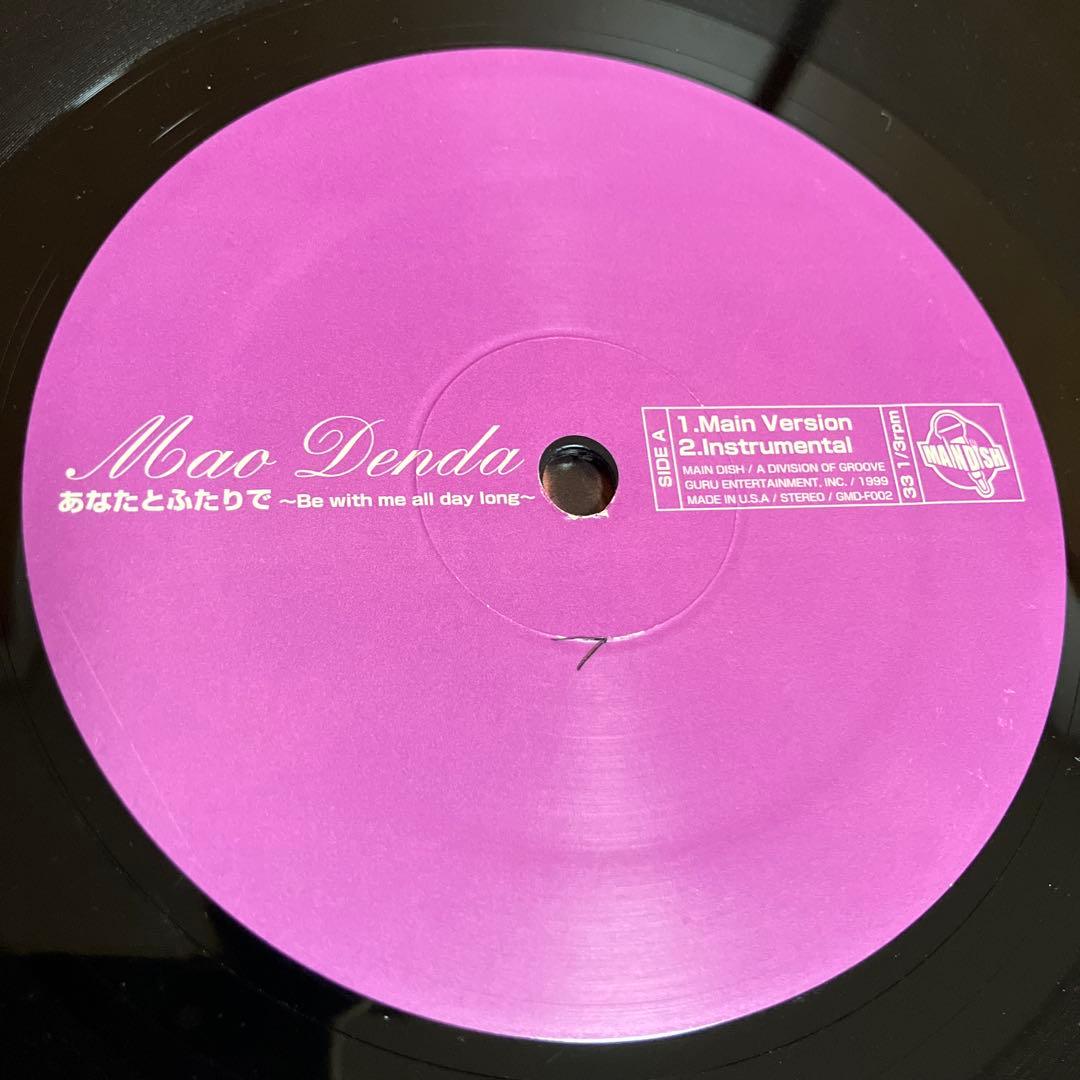 Mao Denda
あなたとふたりで ~Be with me all day long~
SIDE A
1.Main Version
2.Instrumental
MAIN DISH / A DIVISION OF GROOVE
GURU ENTERTAINMENT, INC. / 1999
MADE IN U.S.A / STEREO / GMD-F002
33 1/3rpm
MAIN DISH
7